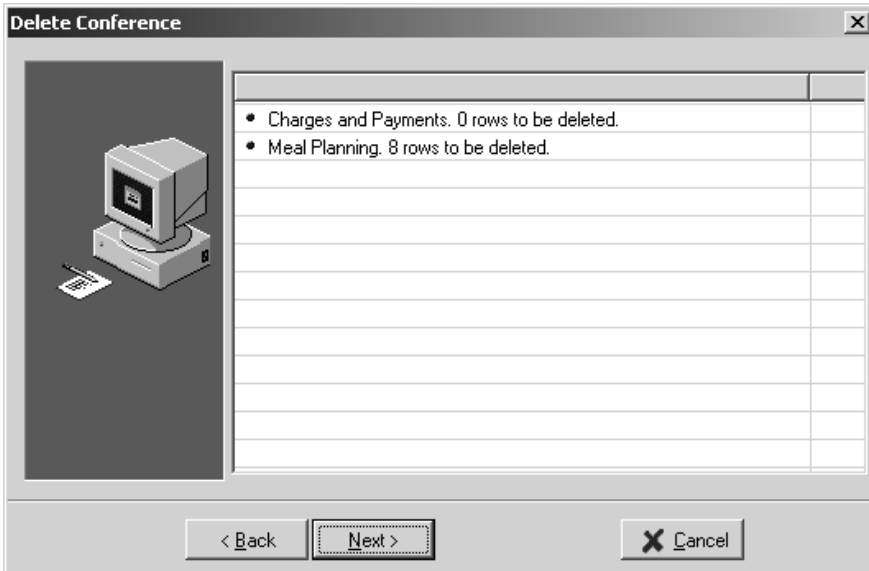 Delete Conference
• Charges and Payments. 0 rows to be deleted.
• Meal Planning. 8 rows to be deleted.
< Back
Next >
Cancel